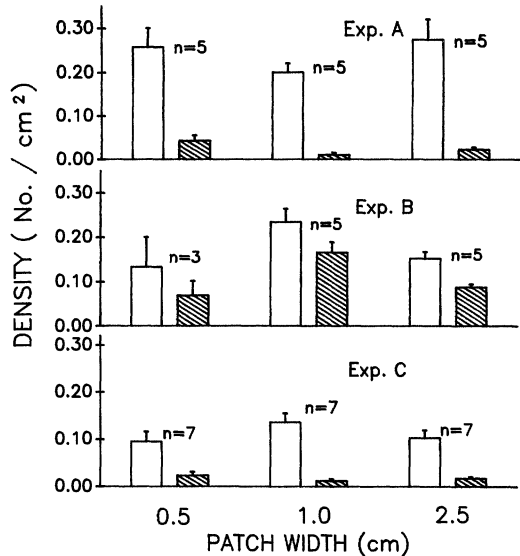 DENSITY ( No. / cm²)
0.30
0.20
0.10
0.00
Exp. A
n=5
n=5
n=5
0.30
0.20
0.10
0.00
Exp. B
n=3
n=5
n=5
0.30
0.10
0.00
Exp. C
n=7
n=7
n=7
0.5
1.0
2.5
PATCH WIDTH (cm)